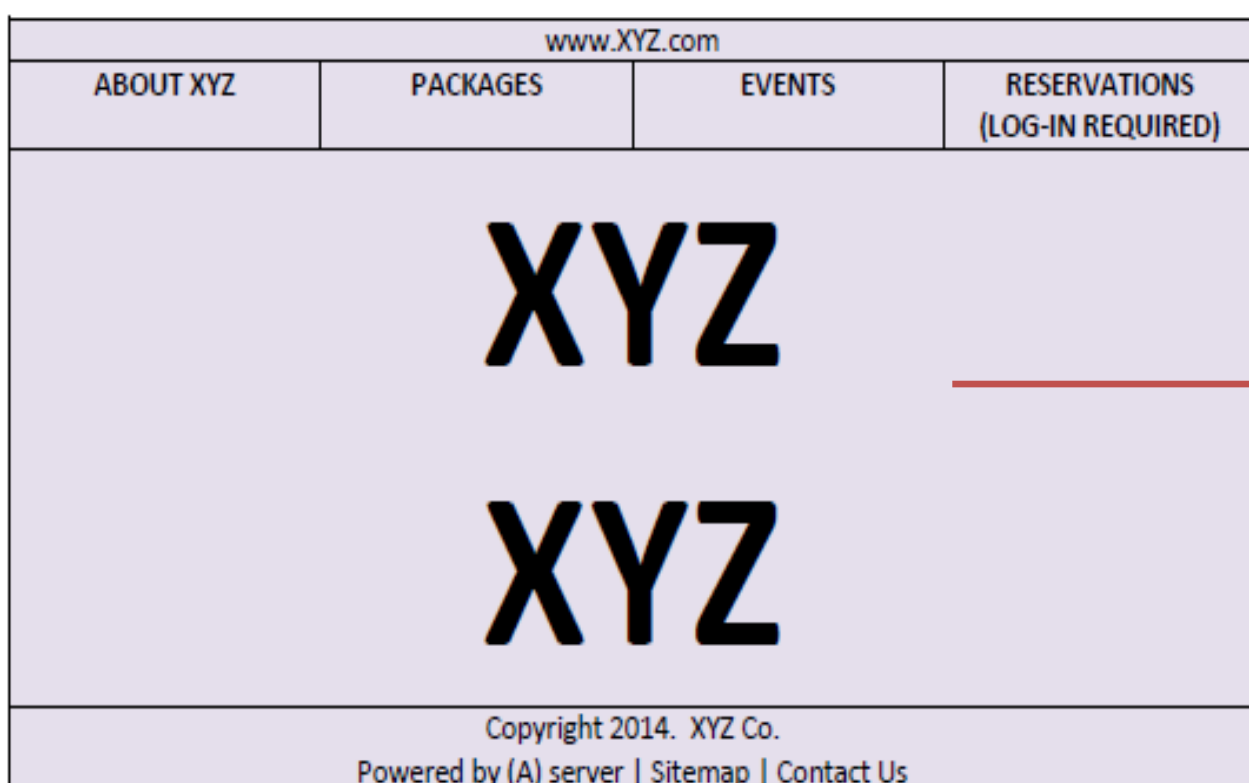 www.XYZ.com
ABOUT XYZ PACKAGES EVENTS RESERVATIONS
(LOG-IN REQUIRED)
XYZ
XYZ
Copyright 2014. XYZ Co.
Powered by (A) server | Sitemap | Contact Us